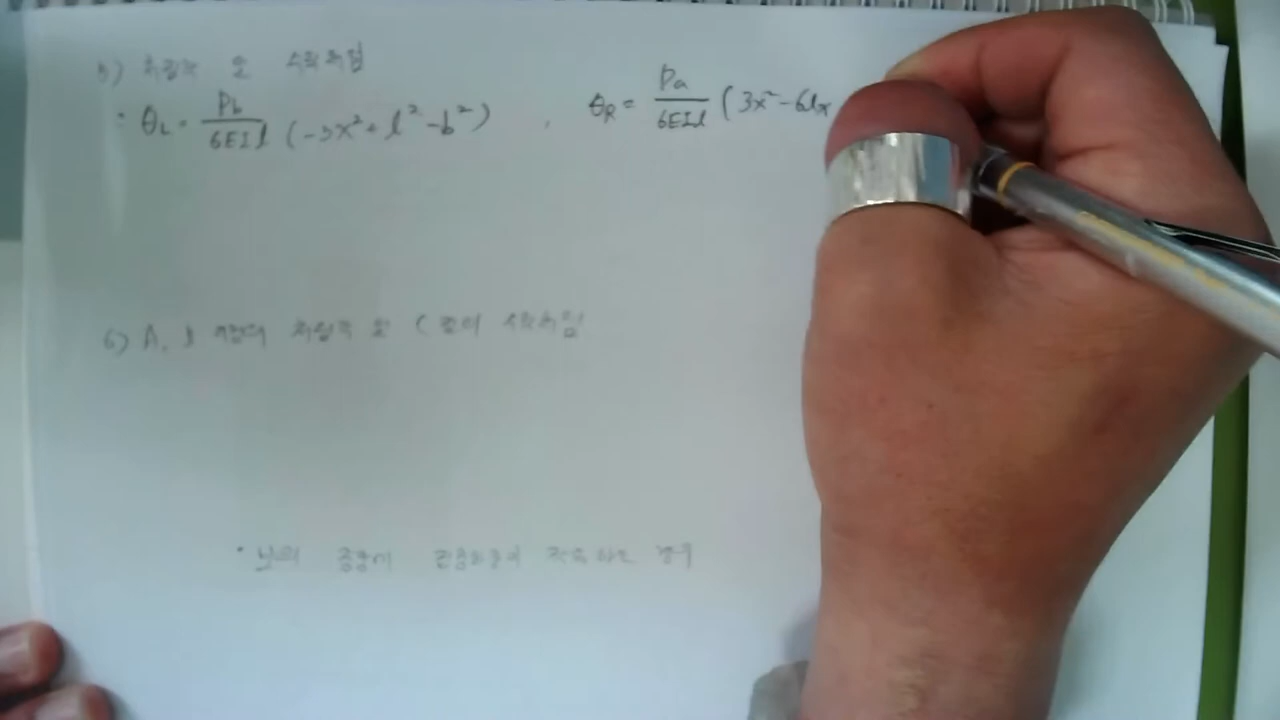 5) 처짐각 및 수직처짐
: θL = Pb/6EIl (-3x² + l² - b²) , θR = Pa/6EIl (3x² - 6lx
6) A, B 지점의 처짐각 및 C점의 수직처짐
• 보의 중앙에 집중하중이 작용하는 경우